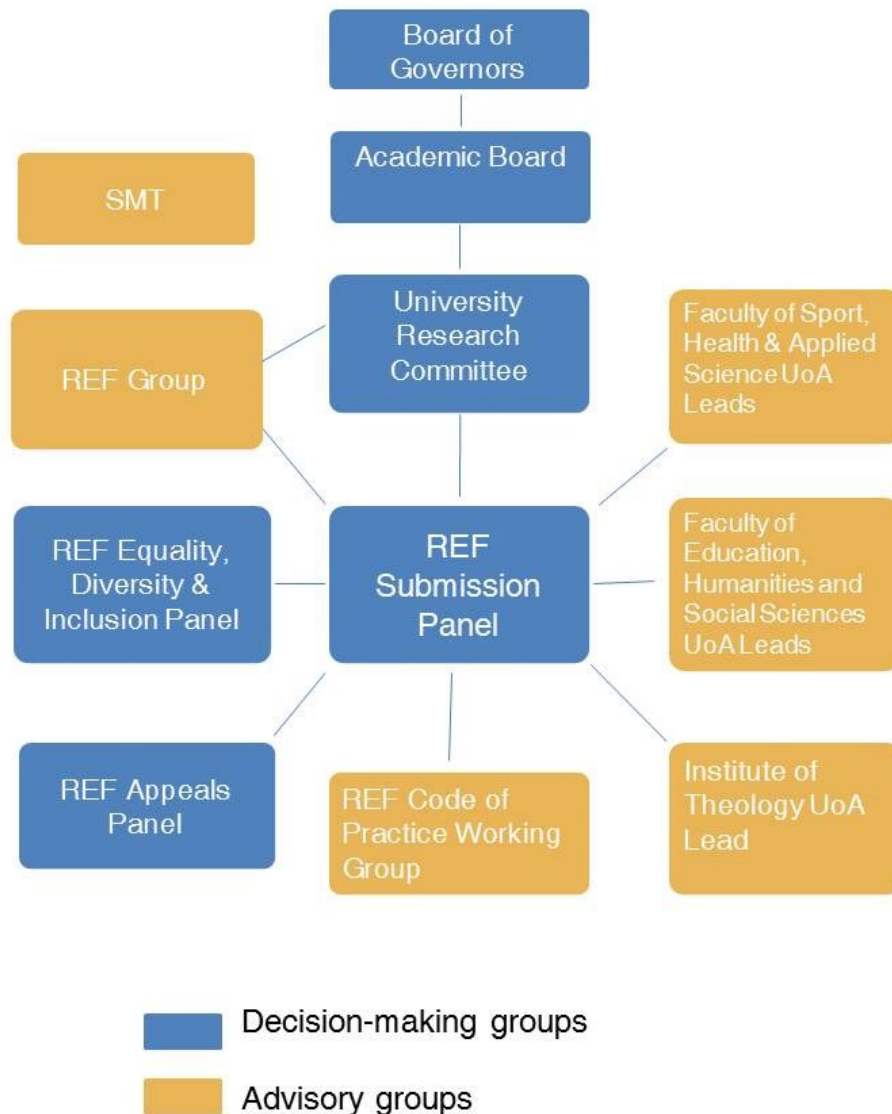 Board of
Governors
Academic Board
SMT
University
Research
Committee
REF Group
Faculty of Sport,
Health & Applied
Science UoA
Leads
REF Equality,
Diversity &
Inclusion Panel
REF
Submission
Panel
Faculty of
Education,
Humanities and
Social Sciences
UoA Leads
REF Appeals
Panel
REF Code of
Practice Working
Group
Institute of
Theology UoA
Lead
Decision-making groups
Advisory groups